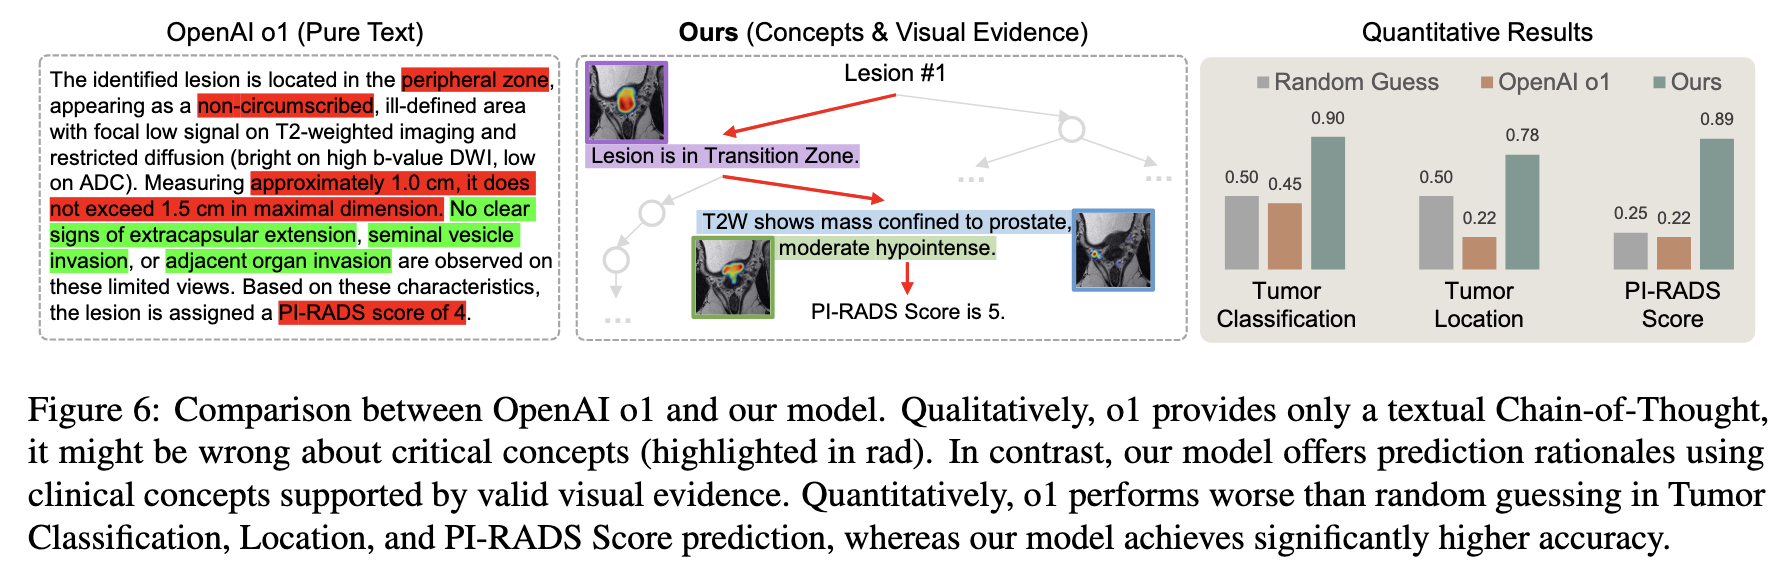 OpenAI o1 (Pure Text)
The identified lesion is located in the peripheral zone,
appearing as a non-circumscribed, ill-defined area
with focal low signal on T2-weighted imaging and
restricted diffusion (bright on high b-value DWI, low
on ADC). Measuring approximately 1.0 cm, it does
not exceed 1.5 cm in maximal dimension. No clear
signs of extracapsular extension, seminal vesicle
invasion, or adjacent organ invasion are observed on
these limited views. Based on these characteristics,
the lesion is assigned a PI-RADS score of 4.
Ours (Concepts & Visual Evidence)
Lesion #1
Lesion is in Transition Zone.
...
...
T2W shows mass confined to prostate,
moderate hypointense.
...
PI-RADS Score is 5.
Quantitative Results
Random Guess OpenAI o1 Ours
0.50
0.45
0.90
0.50
0.22
0.78
0.25
0.22
0.89
Tumor
Classification
Tumor
Location
PI-RADS
Score
Figure 6: Comparison between OpenAI o1 and our model. Qualitatively, o1 provides only a textual Chain-of-Thought,
it might be wrong about critical concepts (highlighted in rad). In contrast, our model offers prediction rationales using
clinical concepts supported by valid visual evidence. Quantitatively, o1 performs worse than random guessing in Tumor
Classification, Location, and PI-RADS Score prediction, whereas our model achieves significantly higher accuracy.